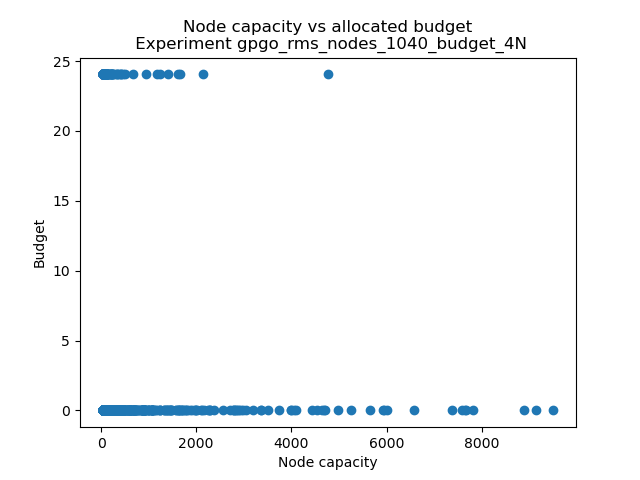 Node capacity vs allocated budget
Experiment gpgo_rms_nodes_1040_budget_4N
25
20
15
10
5
0
Budget
0 2000 4000 6000 8000
Node capacity